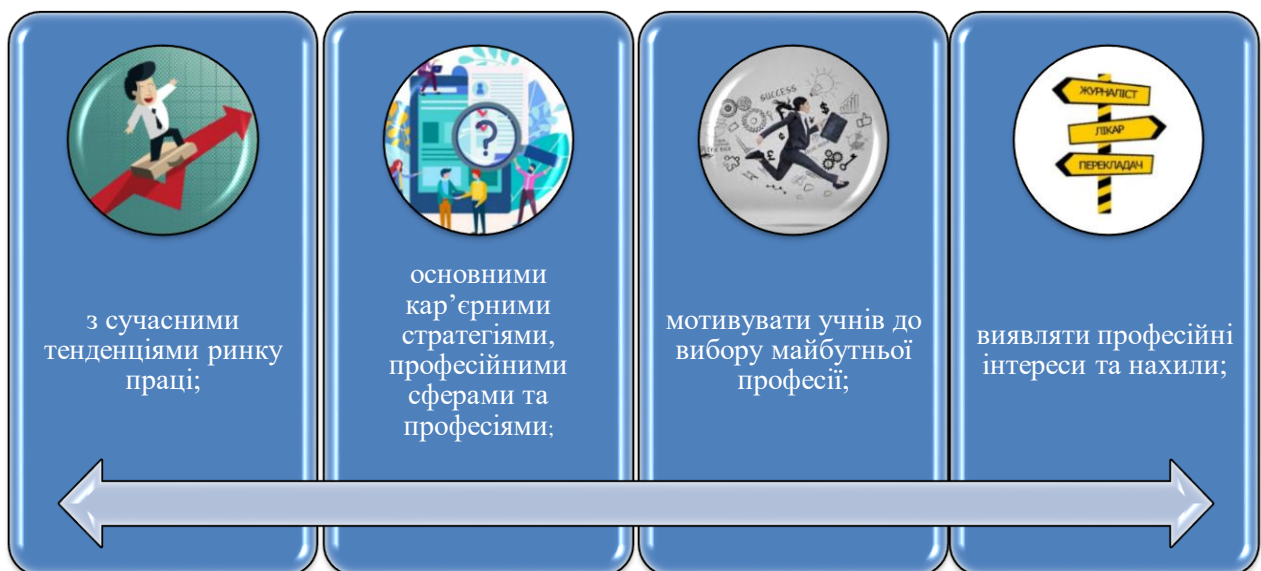 з сучасними
тенденціями ринку
праці;
основними
кар’єрними
стратегіями,
професійними
сферами та
професіями;
SUCCESS
мотивувати учнів до
вибору майбутньої
професії;
ЖУРНАЛІСТ
ЛІКАР
ПЕРЕКЛАДАЧ
виявляти професійні
інтереси та нахили;